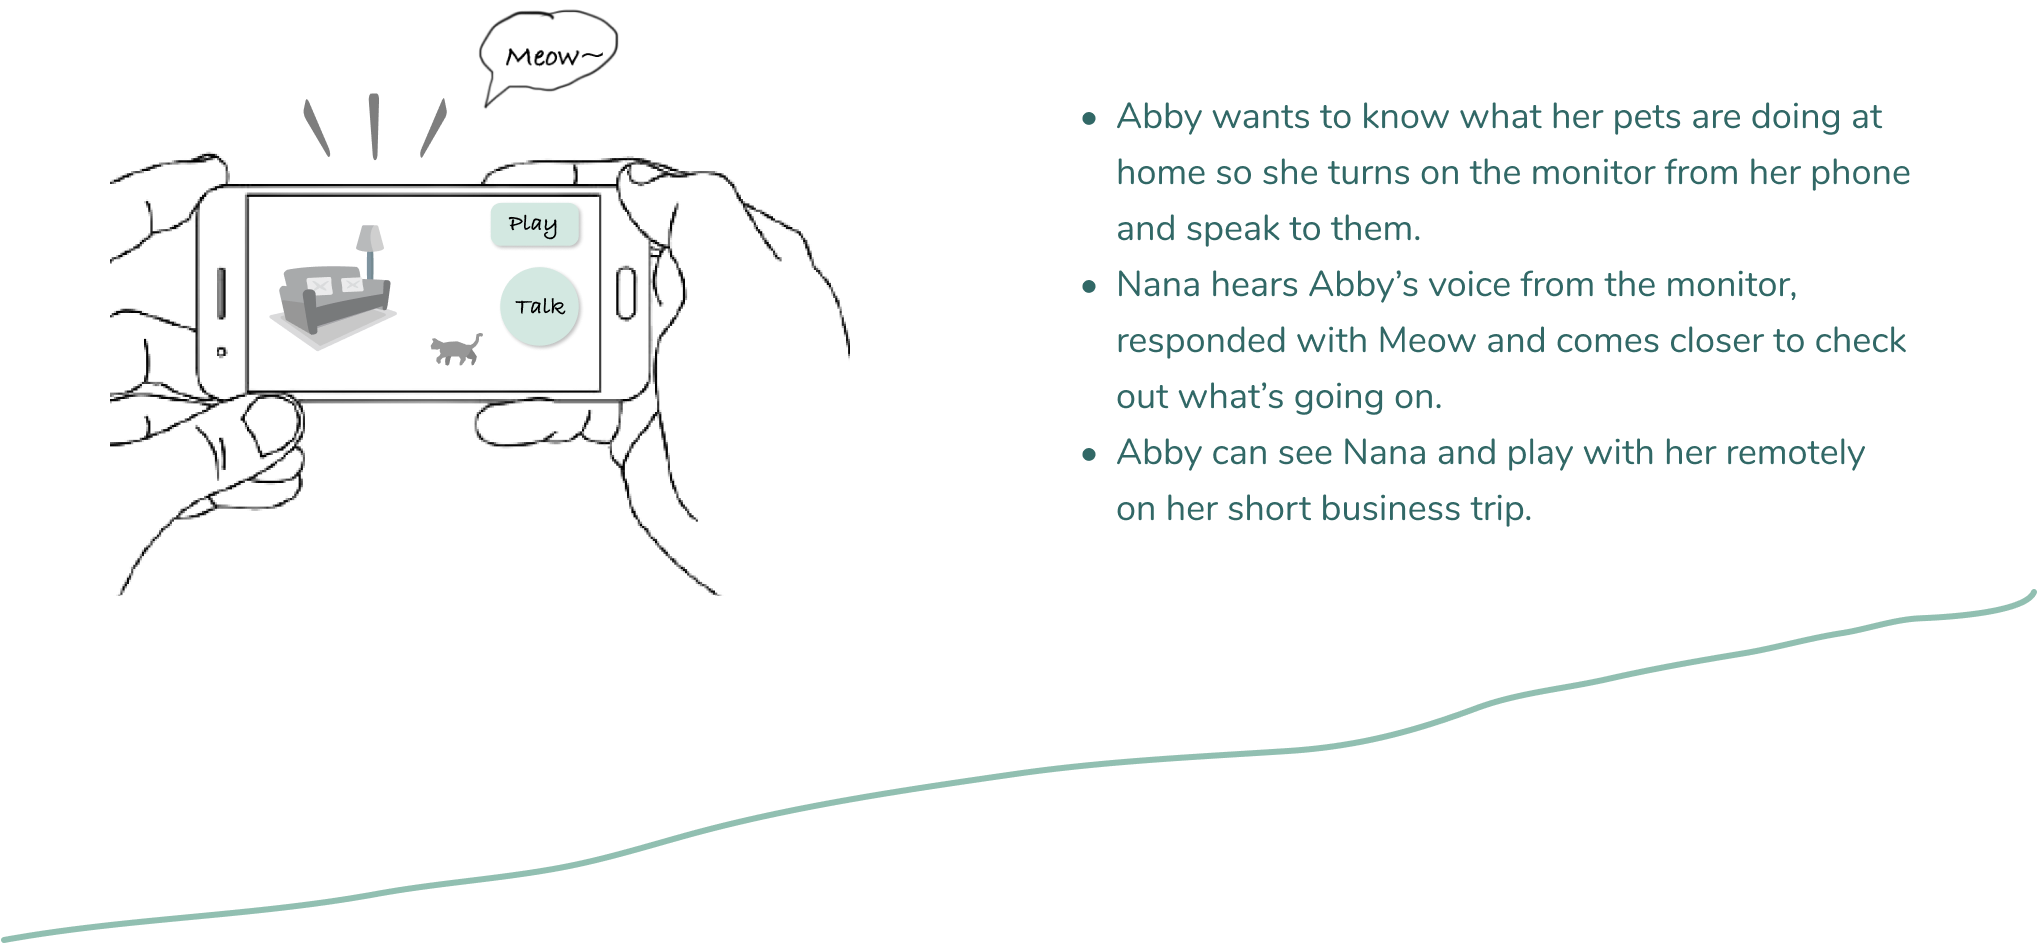 Meow~
Play
Talk
• Abby wants to know what her pets are doing at
home so she turns on the monitor from her phone
and speak to them.
• Nana hears Abby’s voice from the monitor,
responded with Meow and comes closer to check
out what’s going on.
• Abby can see Nana and play with her remotely
on her short business trip.